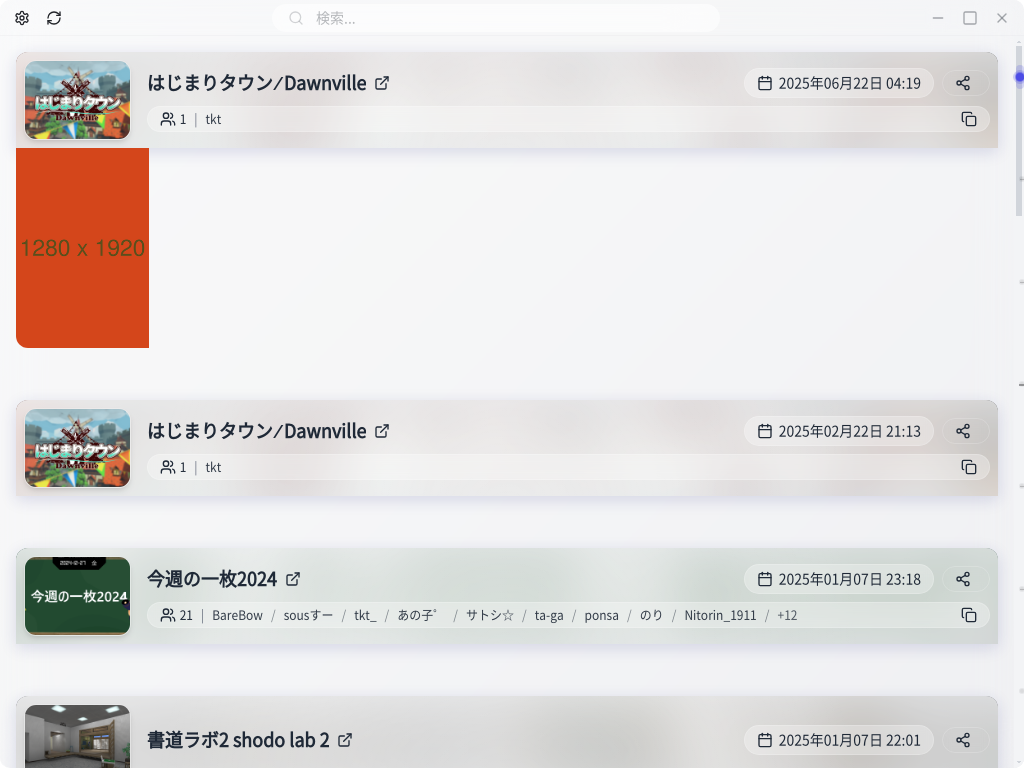 検索...
はじまりタウン/Dawnville
2025年06月22日 04:19
1 | tkt
はじまりタウン
Dawnville
1280 x 1920
はじまりタウン/Dawnville
2025年02月22日 21:13
1 | tkt
はじまりタウン
Dawnville
今週の一枚2024
2025年01月07日 23:18
21 | BareBow / sousすー / tkt_ / あの子゜ / サトシ☆ / ta-ga / ponsa / のり / Nitorin_1911 / +12
今週の一枚2024
書道ラボ2 shodo lab 2
2025年01月07日 22:01